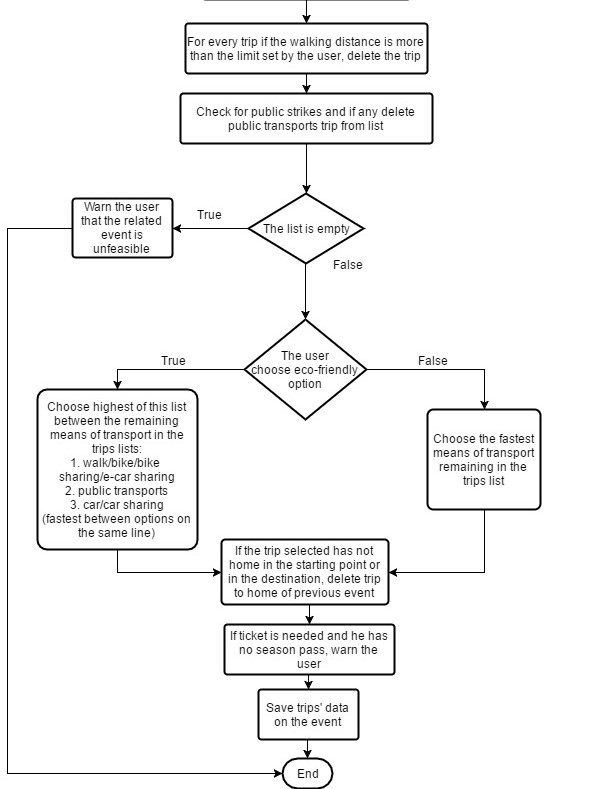 For every trip if the walking distance is more
than the limit set by the user, delete the trip
Check for public strikes and if any delete
public transports trip from list
Warn the user
that the related
event is
unfeasible
True
The list is empty
False
True
The user
choose eco-friendly
option
False
Choose highest of this list
between the remaining
means of transport in the
trips lists:
1. walk/bike/bike
sharing/e-car sharing
2. public transports
3. car/car sharing
(fastest between options on
the same line)
Choose the fastest
means of transport
remaining in the
trips list
If the trip selected has not
home in the starting point or
in the destination, delete trip
to home of previous event
If ticket is needed and he has
no season pass, warn the
user
Save trips' data
on the event
End